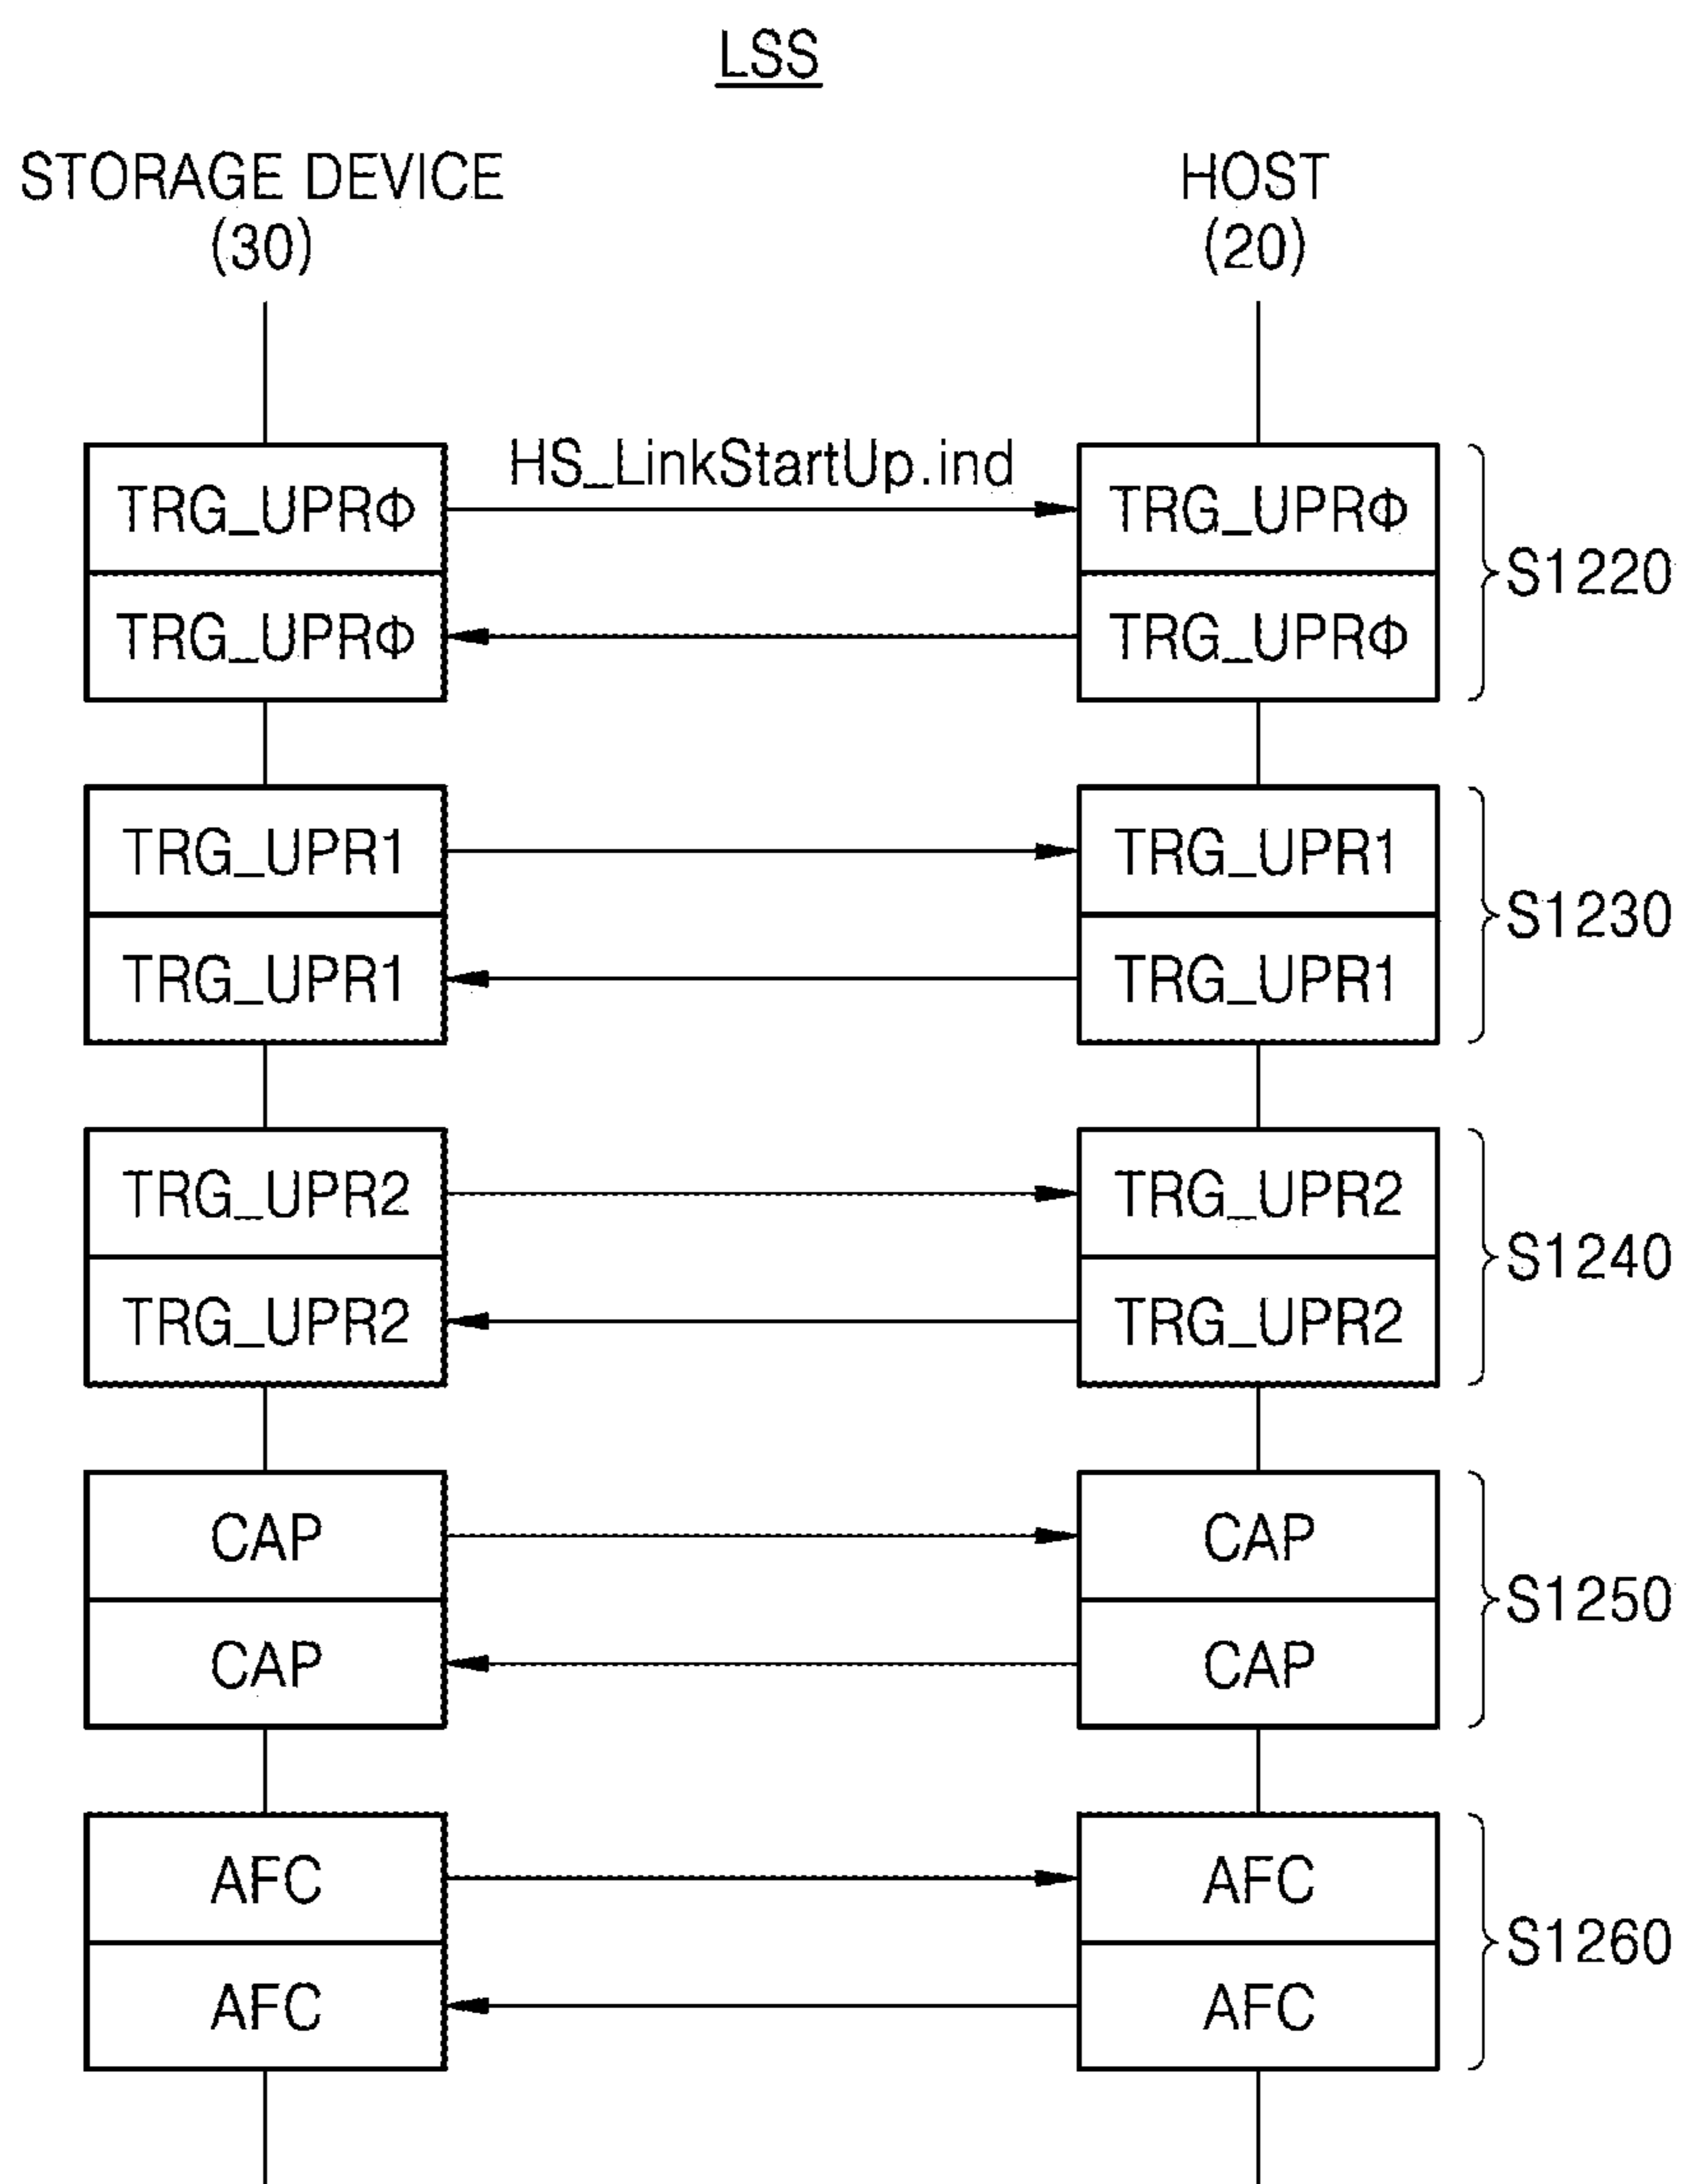 LSS
STORAGE DEVICE
(30)
HOST
(20)
HS_LinkStartUp.ind
TRG_UPRΦ
TRG_UPRΦ
TRG_UPRΦ
TRG_UPRΦ
S1220
TRG_UPR1
TRG_UPR1
TRG_UPR1
TRG_UPR1
S1230
TRG_UPR2
TRG_UPR2
TRG_UPR2
TRG_UPR2
S1240
CAP
CAP
CAP
CAP
S1250
AFC
AFC
AFC
AFC
S1260